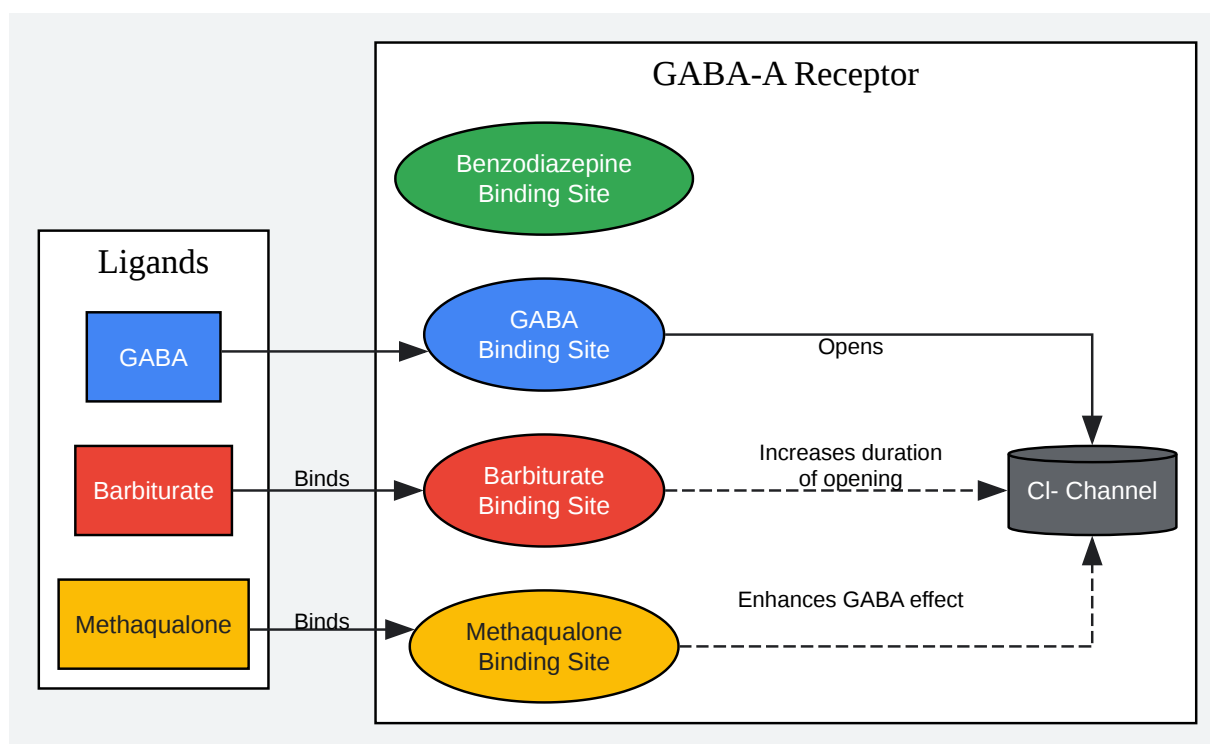 GABA-A Receptor
Benzodiazepine
Binding Site
Ligands
GABA
GABA
Binding Site
Opens
Barbiturate
Binds
Barbiturate
Binding Site
Increases duration
of opening
Cl- Channel
Methaqualone
Binds
Methaqualone
Binding Site
Enhances GABA effect